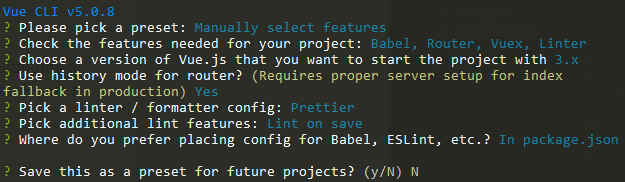 Vue CLI v5.0.8
? Please pick a preset: Manually select features
? Check the features needed for your project: Babel, Router, Vuex, Linter
? Choose a version of Vue.js that you want to start the project with 3.x
? Use history mode for router? (Requires proper server setup for index
fallback in production) Yes
? Pick a linter / formatter config: Prettier
? Pick additional lint features: Lint on save
? Where do you prefer placing config for Babel, ESLint, etc.? In package.json
? Save this as a preset for future projects? (y/N) N